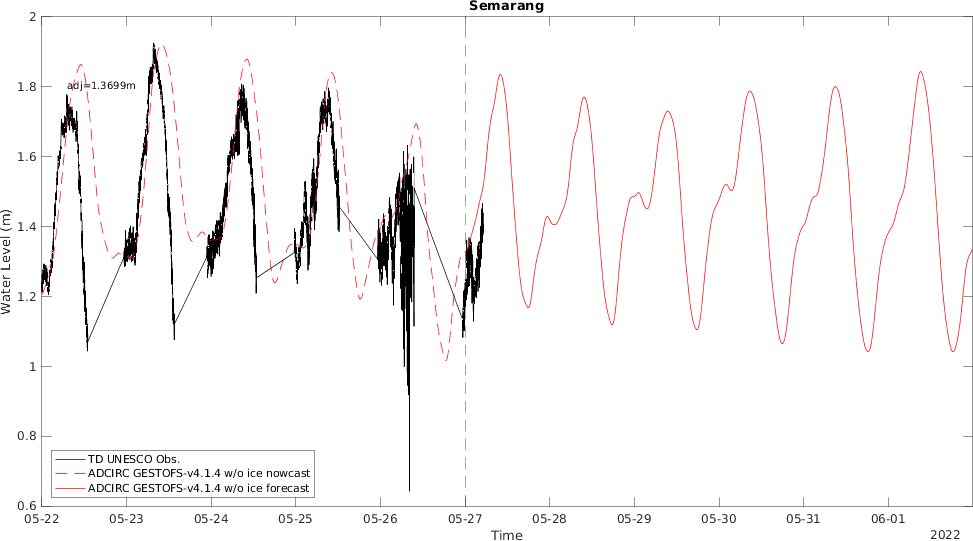 Semarang
2
1.8
1.6
1.4
1.2
1
0.8
0.6
Water Level (m)
adj=1.3699m
TD UNESCO Obs.
ADCIRC GESTOFS-v4.1.4 w/o ice nowcast
ADCIRC GESTOFS-v4.1.4 w/o ice forecast
05-22 05-23 05-24 05-25 05-26 05-27 05-28 05-29 05-30 05-31 06-01
Time
2022